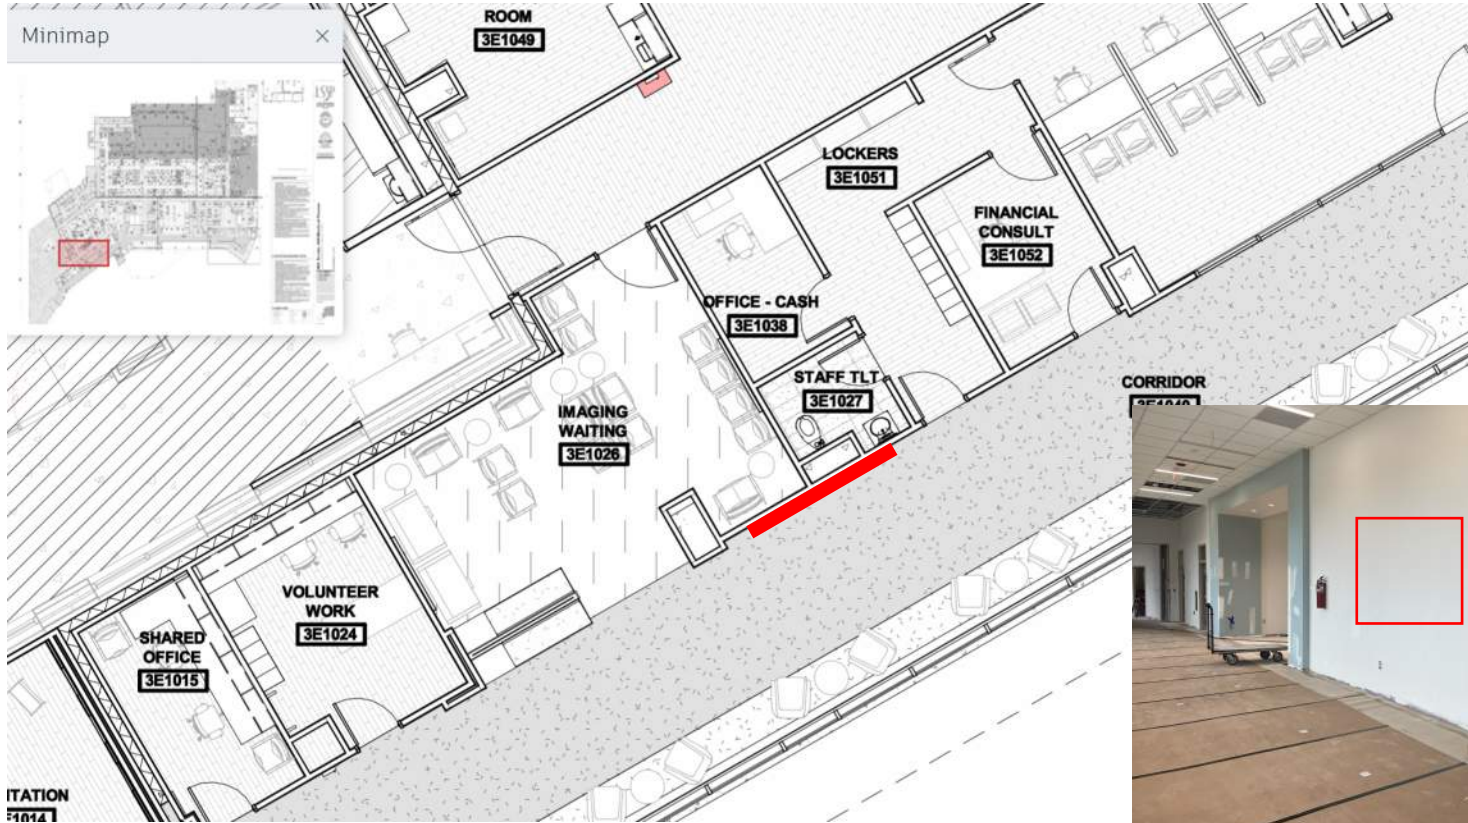 Minimap
ROOM
3E1049
LOCKERS
3E1051
FINANCIAL
CONSULT
3E1052
OFFICE - CASH
3E1038
STAFF TLT
3E1027
CORRIDOR
IMAGING
WAITING
3E1026
VOLUNTEER
WORK
3E1024
SHARED
OFFICE
3E1015